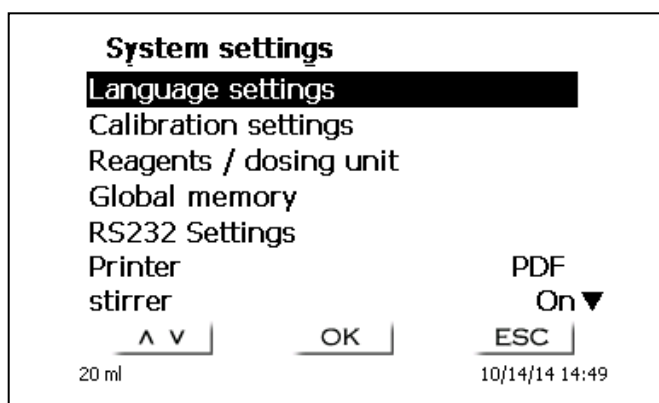 System settings
Language settings
Calibration settings
Reagents / dosing unit
Global memory
RS232 Settings
Printer PDF
stirrer On ▼
∧ ∨ OK ESC
20 ml 10/14/14 14:49